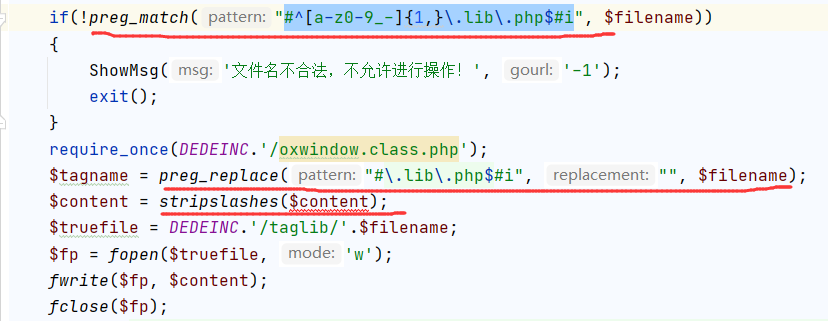 if(!preg_match( pattern: "#^[a-z0-9_-]{1,}\.lib\.php$#i", $filename))
{
ShowMsg( msg: '文件名不合法，不允许进行操作！', gourl: '-1');
exit();
}
require_once(DEDEINC.'/oxwindow.class.php');
$tagname = preg_replace( pattern: "#\.lib\.php$#i", replacement: "", $filename);
$content = stripslashes($content);
$truefile = DEDEINC.'/taglib/'.$filename;
$fp = fopen($truefile, mode: 'w');
fwrite($fp, $content);
fclose($fp);